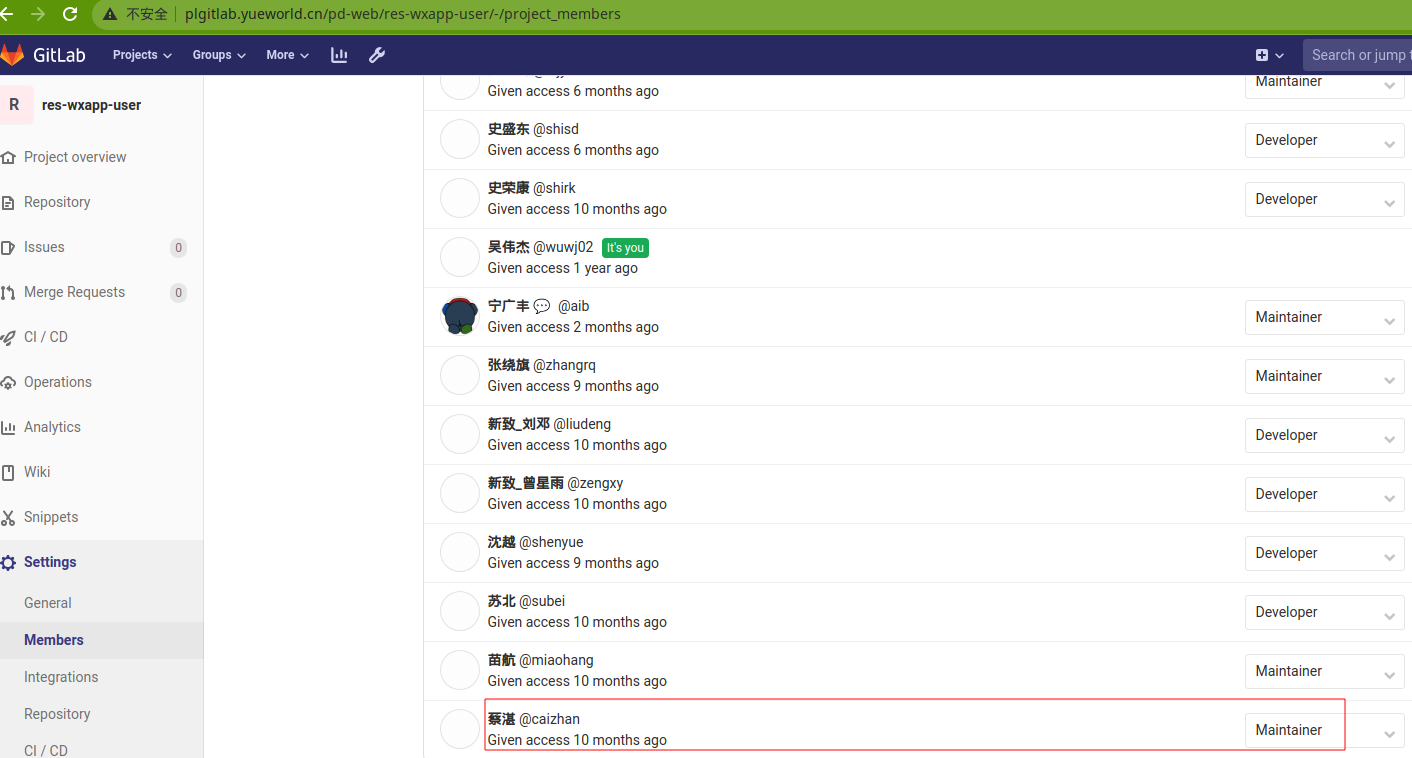 不安全 plgitlab.yueworld.cn/pd-web/res-wxapp-user/-/project_members
GitLab Projects Groups More Search or jump t
R res-wxapp-user
Project overview
Repository
Issues 0
Merge Requests 0
CI / CD
Operations
Analytics
Wiki
Snippets
Settings
General
Members
Integrations
Repository
CI / CD
Given access 6 months ago
Maintainer
史盛东 @shisd
Given access 6 months ago
Developer
史荣康 @shirk
Given access 10 months ago
Developer
吴伟杰 @wuwj02 It's you
Given access 1 year ago
宁广丰 💬 @aib
Given access 2 months ago
Maintainer
张绕旗 @zhangrq
Given access 9 months ago
Maintainer
新致_刘邓 @liudeng
Given access 10 months ago
Developer
新致_曾星雨 @zengxy
Given access 10 months ago
Developer
沈越 @shenyue
Given access 9 months ago
Developer
苏北 @subei
Given access 10 months ago
Developer
苗航 @miaohang
Given access 10 months ago
Maintainer
蔡湛 @caizhan
Given access 10 months ago
Maintainer